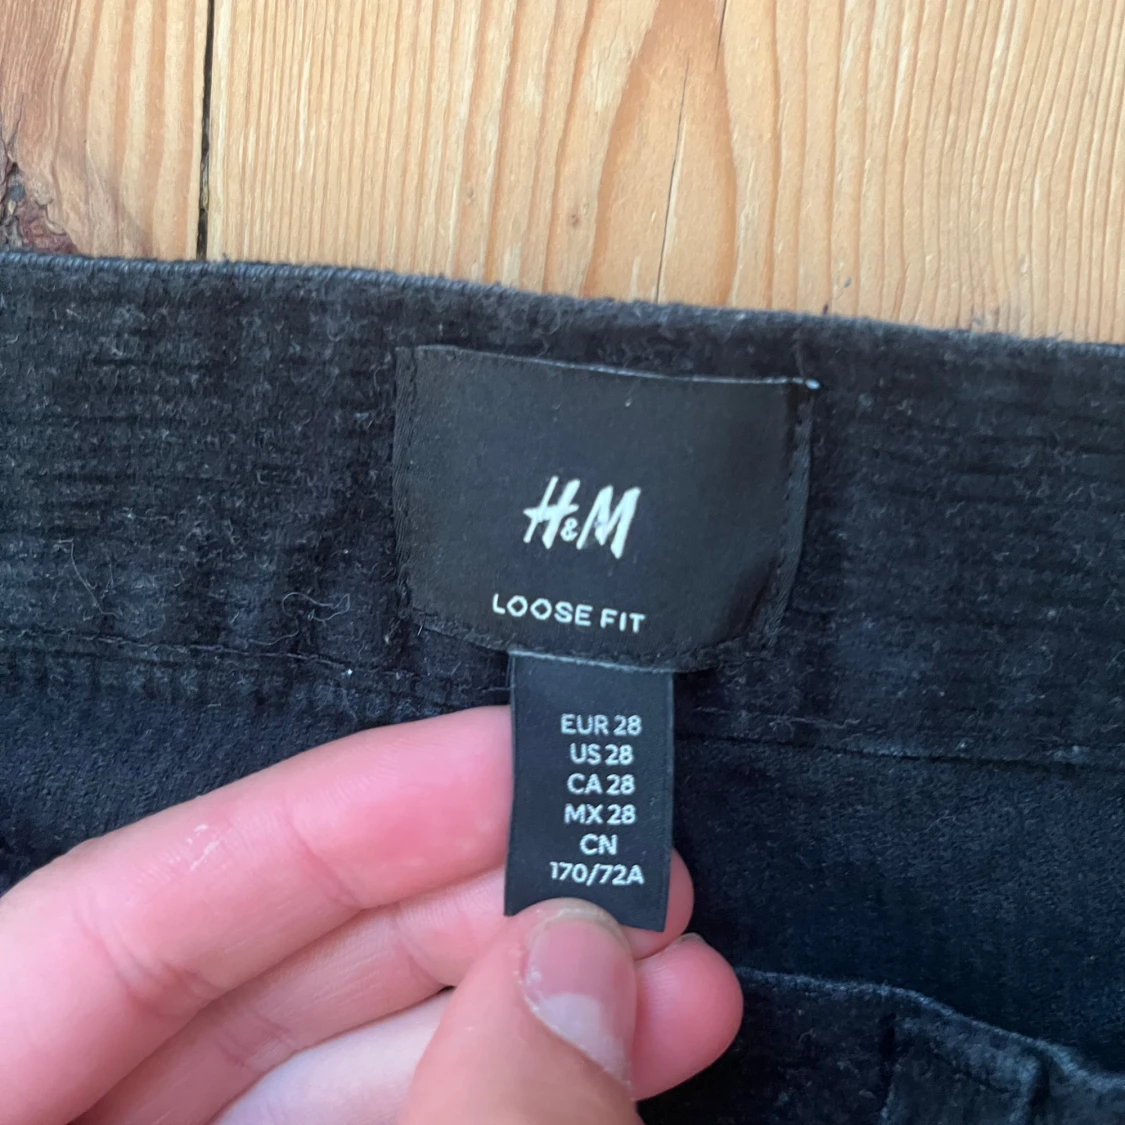 H&M
LOOSE FIT
EUR 28
US 28
CA 28
MX 28
CN
170/72A